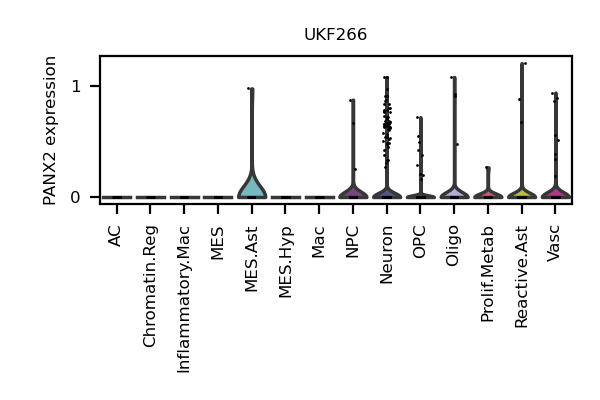 UKF266
PANX2 expression
1
0
AC
Chromatin.Reg
Inflammatory.Mac
MES
MES.Ast
MES.Hyp
Mac
NPC
Neuron
OPC
Oligo
Prolif.Metab
Reactive.Ast
Vasc